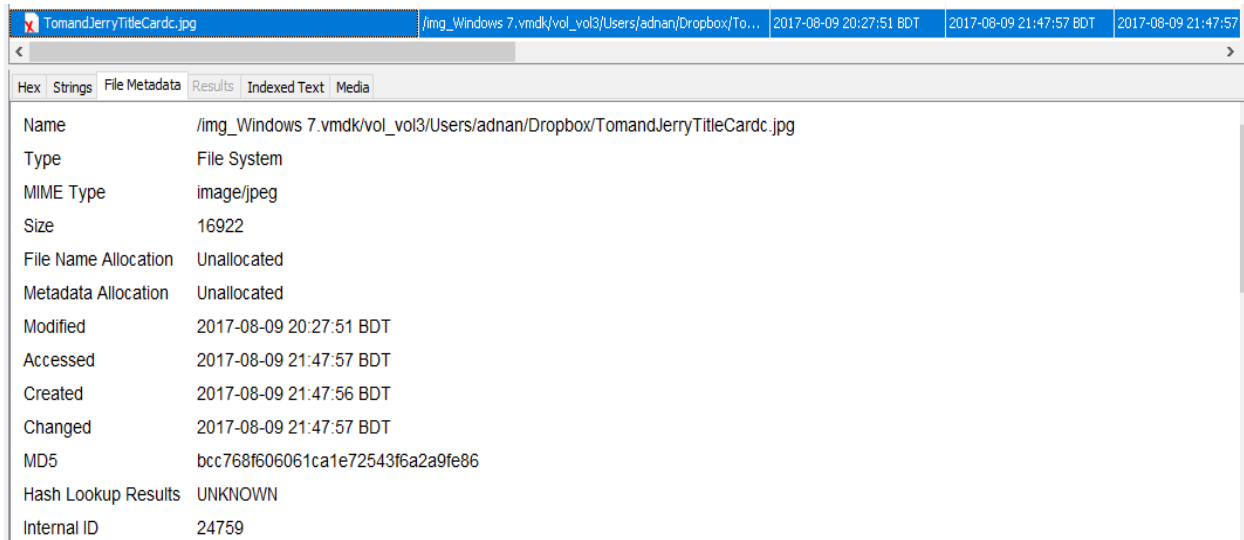 TomandJerryTitleCardc.jpg /img_Windows 7.vmdk/vol_vol3/Users/adnan/Dropbox/To... 2017-08-09 20:27:51 BDT 2017-08-09 21:47:57 BDT 2017-08-09 21:47:57
Hex Strings File Metadata Results Indexed Text Media
Name /img_Windows 7.vmdk/vol_vol3/Users/adnan/Dropbox/TomandJerryTitleCardc.jpg
Type File System
MIME Type image/jpeg
Size 16922
File Name Allocation Unallocated
Metadata Allocation Unallocated
Modified 2017-08-09 20:27:51 BDT
Accessed 2017-08-09 21:47:57 BDT
Created 2017-08-09 21:47:56 BDT
Changed 2017-08-09 21:47:57 BDT
MD5 bcc768f606061ca1e72543f6a2a9fe86
Hash Lookup Results UNKNOWN
Internal ID 24759